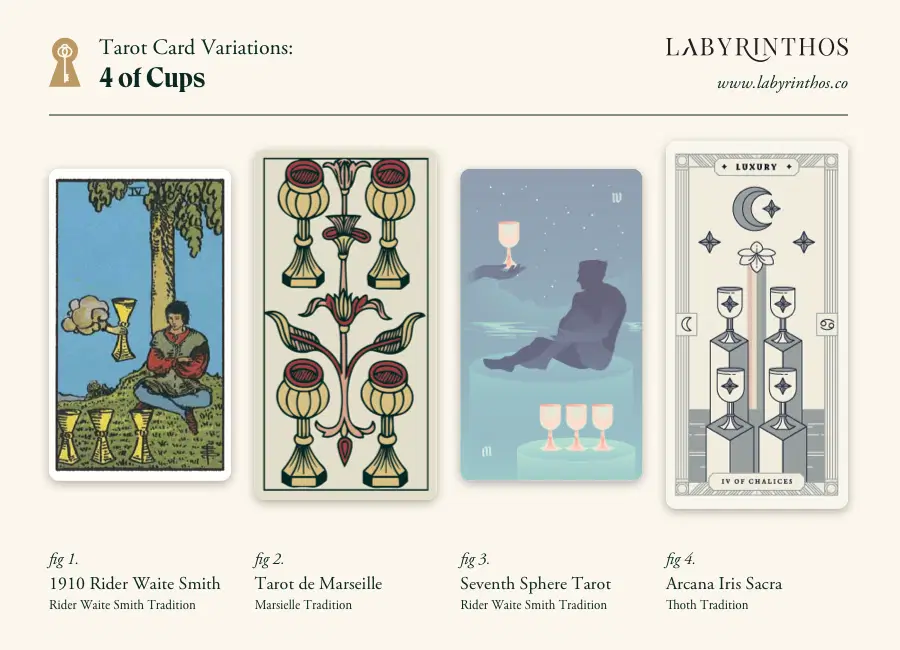 Tarot Card Variations:
4 of Cups
LABYRINTHOS
www.labyrinthos.co
IV
IV
IV
LUXURY
IV OF CHALICES
fig 1.
1910 Rider Waite Smith
Rider Waite Smith Tradition
fig 2.
Tarot de Marseille
Marsielle Tradition
fig 3.
Seventh Sphere Tarot
Rider Waite Smith Tradition
fig 4.
Arcana Iris Sacra
Thoth Tradition